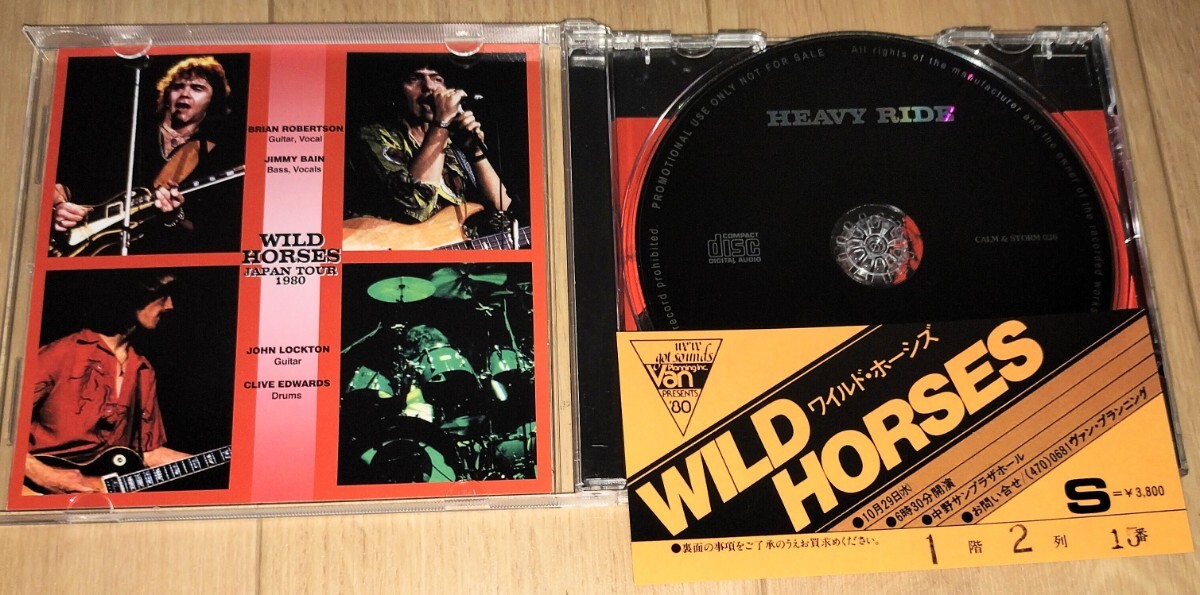 BRIAN ROBERTSON
Guitar, Vocal
JIMMY BAIN
Bass, Vocals
WILD
HORSES
JAPAN TOUR
1980
JOHN LOCKTON
Guitar
CLIVE EDWARDS
Drums
HEAVY RIDE
record prohibited. PROMOTIONAL USE ONLY NOT FOR SALE All rights of the manufacturer and the owner of the recorded work
COMPACT
disc
DIGITAL AUDIO
CALM & STORM 026
we've
got sounds
Planning Inc.
Van
PRESENTS
'80
ワイルド・ホーシズ
WILD
HORSES
●10月29日(水)
●6時30分開演
●中野サンプラザホール
●お問い合せ/(470)0681ヴァン・プランニング
S=¥3,800
●裏面の事項をご了承のうえお買求めください。
1階 2列 15番